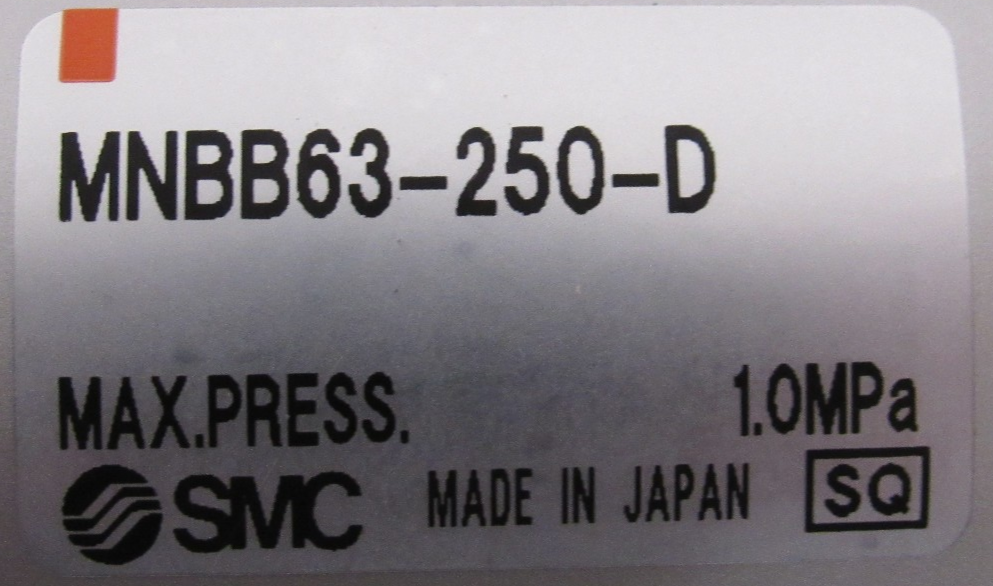 MNBB63-250-D
MAX.PRESS. 1.0MPa
SMC MADE IN JAPAN SQ